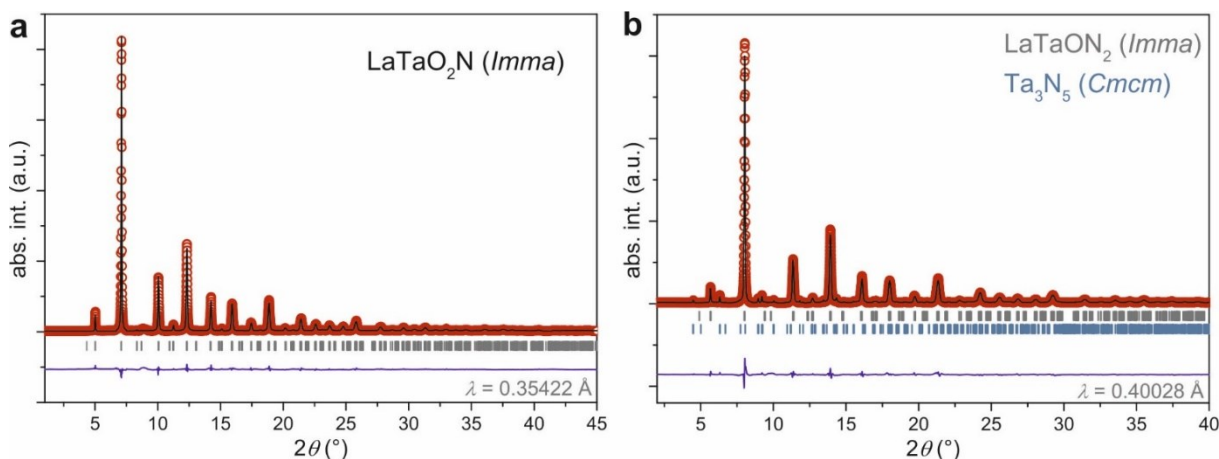 a
LaTaO₂N (Imma)
abs. int. (a.u.)
λ = 0.35422 Å
5 10 15 20 25 30 35 40 45
2θ (°)
b
LaTaON₂ (Imma)
Ta₃N₅ (Cmcm)
abs. int. (a.u.)
λ = 0.40028 Å
5 10 15 20 25 30 35 40
2θ (°)